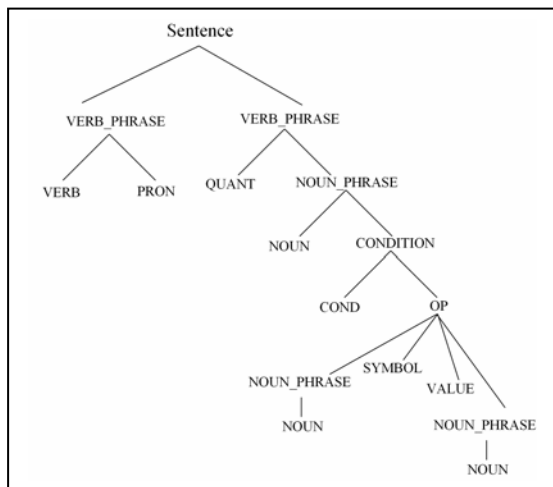 Sentence
VERB_PHRASE VERB_PHRASE
VERB PRON QUANT NOUN_PHRASE
NOUN CONDITION
COND OP
NOUN_PHRASE SYMBOL VALUE
NOUN NOUN_PHRASE
NOUN